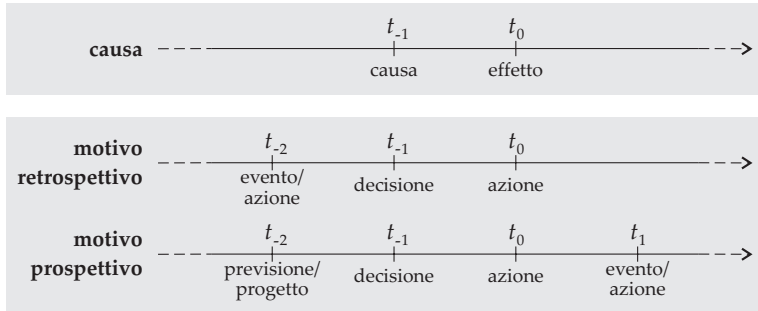 t-1 t0
causa
causa effetto
t-2 t-1 t0
motivo
retrospettivo
evento/
azione decisione azione
t-2 t-1 t0 t1
motivo
prospettivo
previsione/
progetto decisione azione evento/
azione